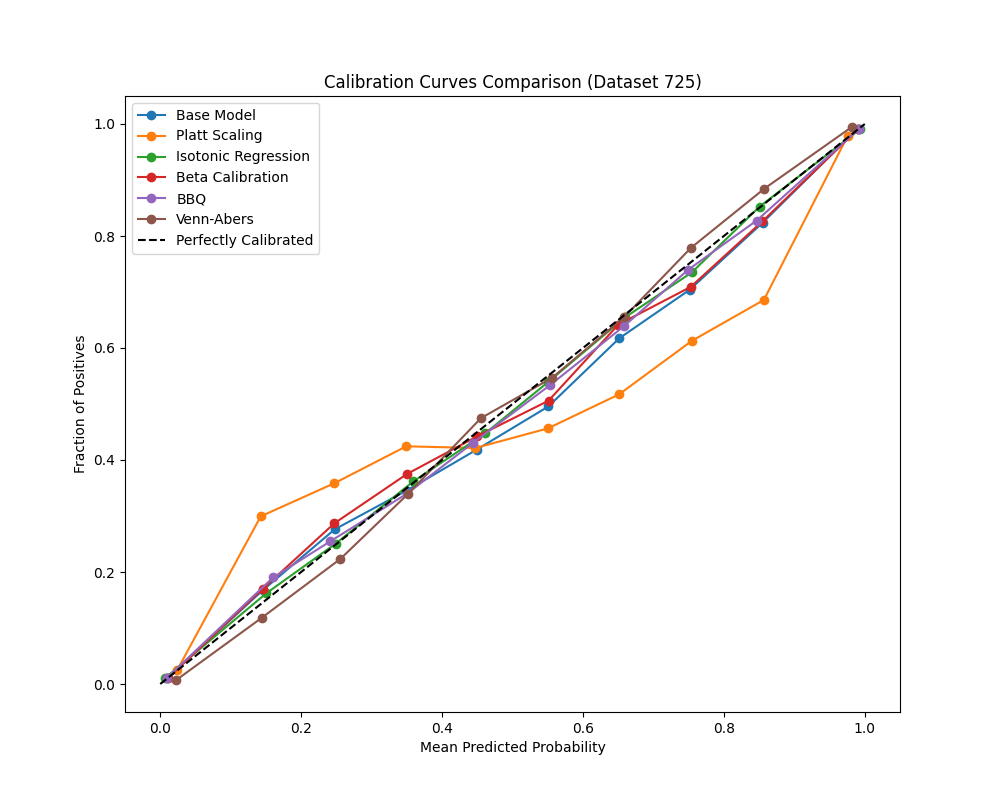 Calibration Curves Comparison (Dataset 725)
Base Model
Platt Scaling
Isotonic Regression
Beta Calibration
BBQ
Venn-Abers
Perfectly Calibrated
1.0
0.8
0.6
0.4
0.2
0.0
Fraction of Positives
0.0 0.2 0.4 0.6 0.8 1.0
Mean Predicted Probability